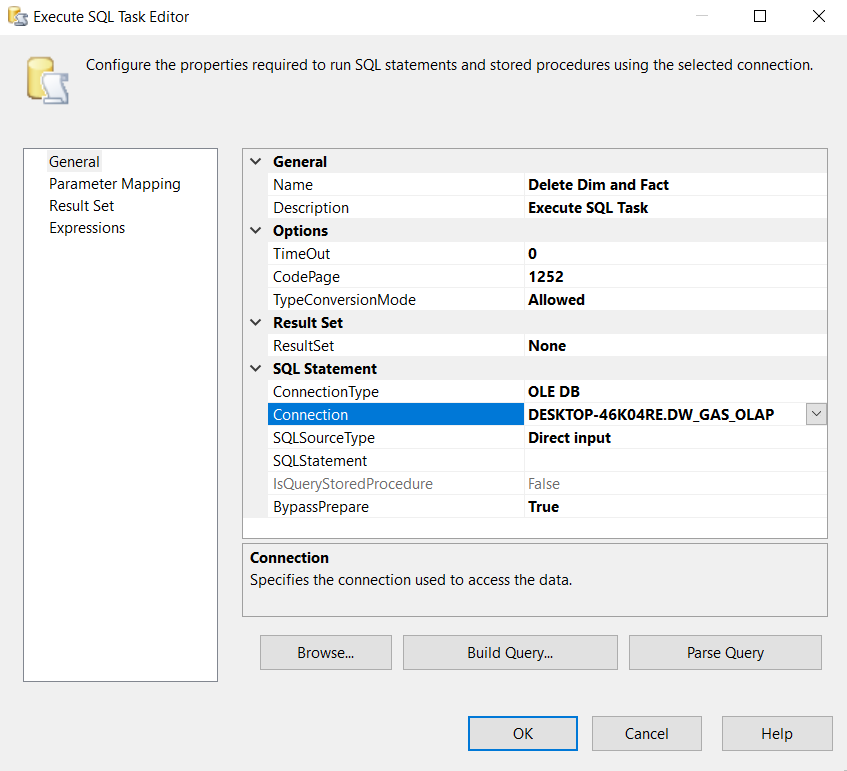 Execute SQL Task Editor
Configure the properties required to run SQL statements and stored procedures using the selected connection.
General
Parameter Mapping
Result Set
Expressions
General
Name Delete Dim and Fact
Description Execute SQL Task
Options
TimeOut 0
CodePage 1252
TypeConversionMode Allowed
Result Set
ResultSet None
SQL Statement
ConnectionType OLE DB
Connection DESKTOP-46K04RE.DW_GAS_OLAP
SQLSourceType Direct input
SQLStatement
IsQueryStoredProcedure False
BypassPrepare True
Connection
Specifies the connection used to access the data.
Browse... Build Query... Parse Query
OK Cancel Help